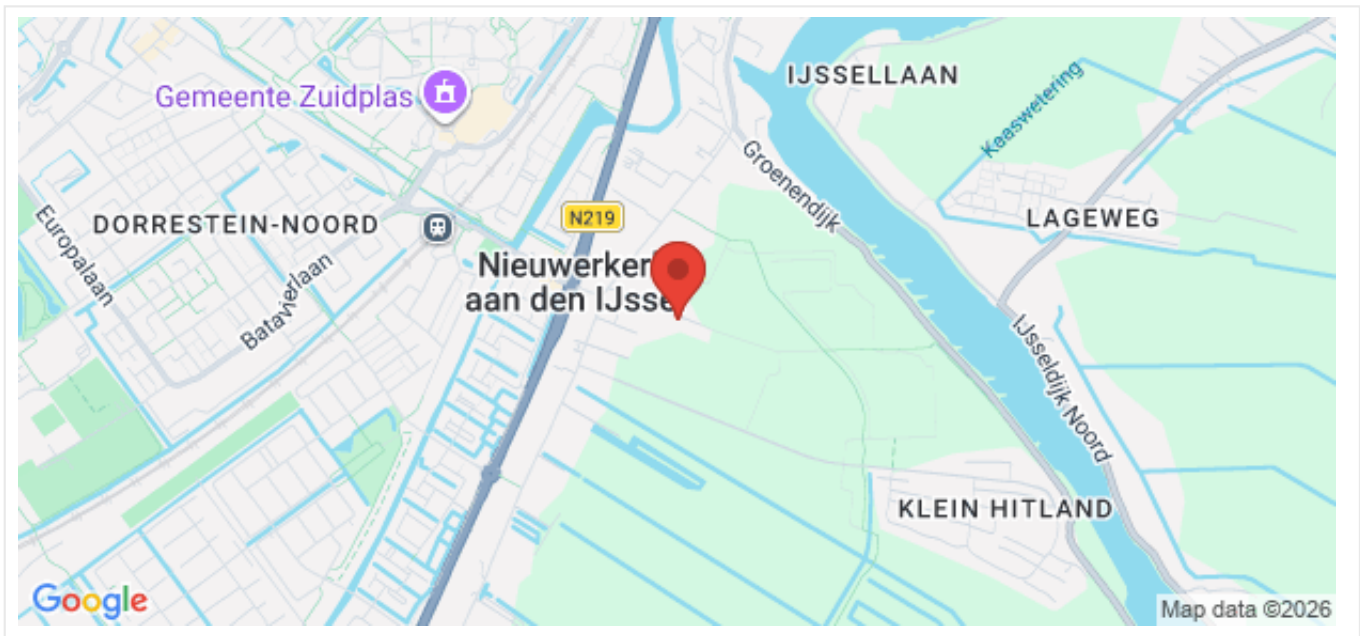 IJSSELLAAN
Gemeente Zuidplas
Keaswetering
Groenendijk
N219
LAGEWEG
DORRESTEIN-NOORD
Europalaan
Batavierlaan
Nieuwerker
aan den IJsse
IJsseldijk Noord
KLEIN HITLAND
Google
Map data ©2026